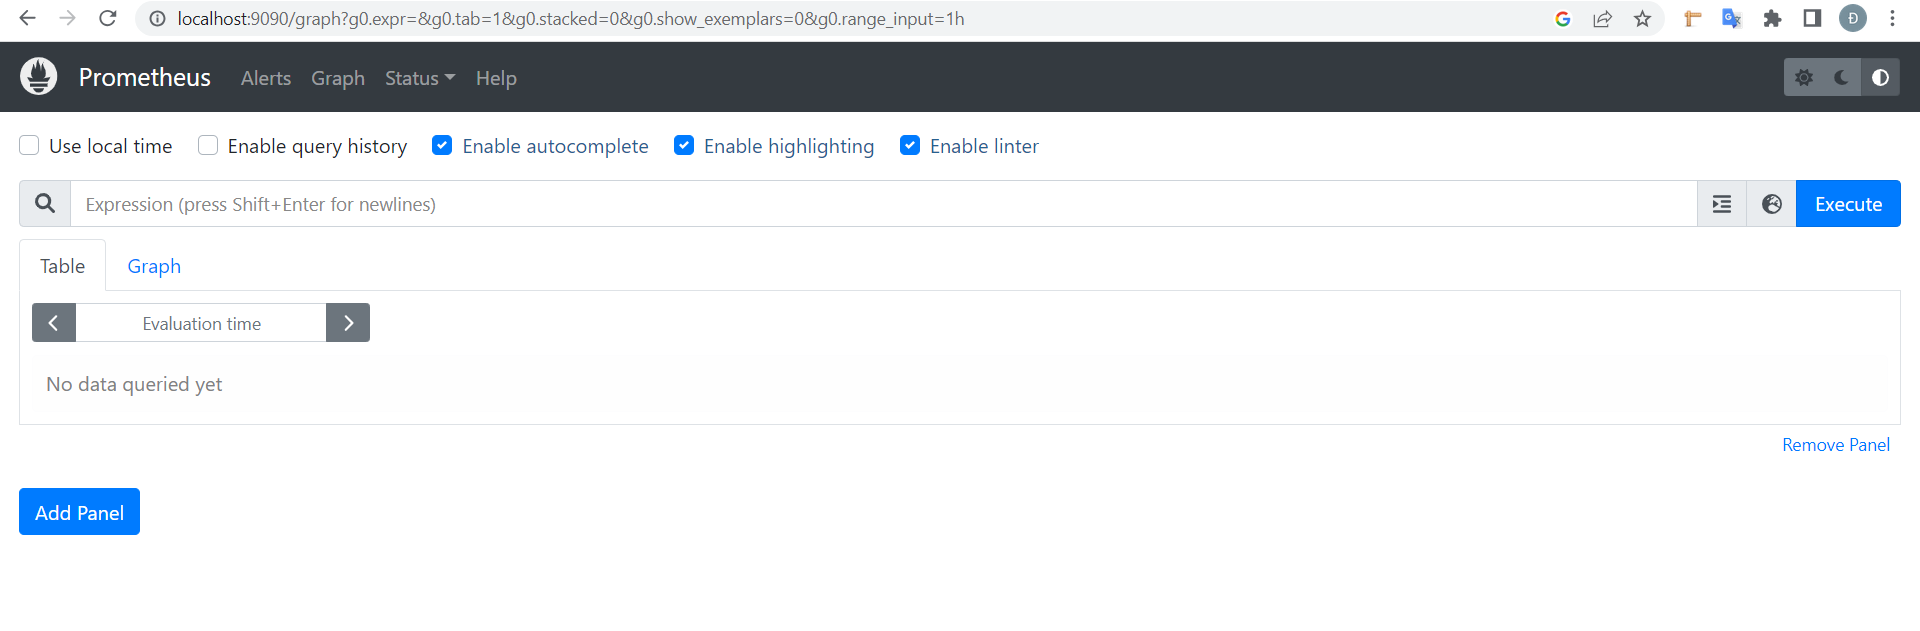 localhost:9090/graph?g0.expr=&g0.tab=1&g0.stacked=0&g0.show_exemplars=0&g0.range_input=1h
Đ
Prometheus Alerts Graph Status Help
Use local time Enable query history Enable autocomplete Enable highlighting Enable linter
Expression (press Shift+Enter for newlines)
Execute
Table Graph
Evaluation time
No data queried yet
Remove Panel
Add Panel